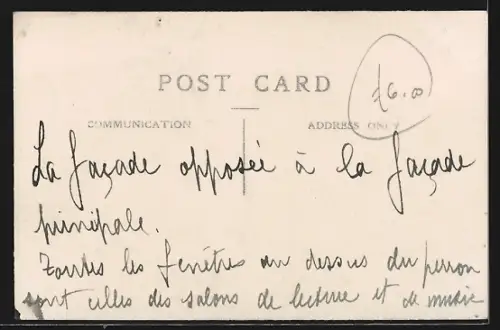 £6.00
POST CARD
COMMUNICATION
ADDRESS ONLY
La façade opposée à la façade
principale.
Toutes les fenêtres au dessus du perron
sont celles des salons de lecture et de music